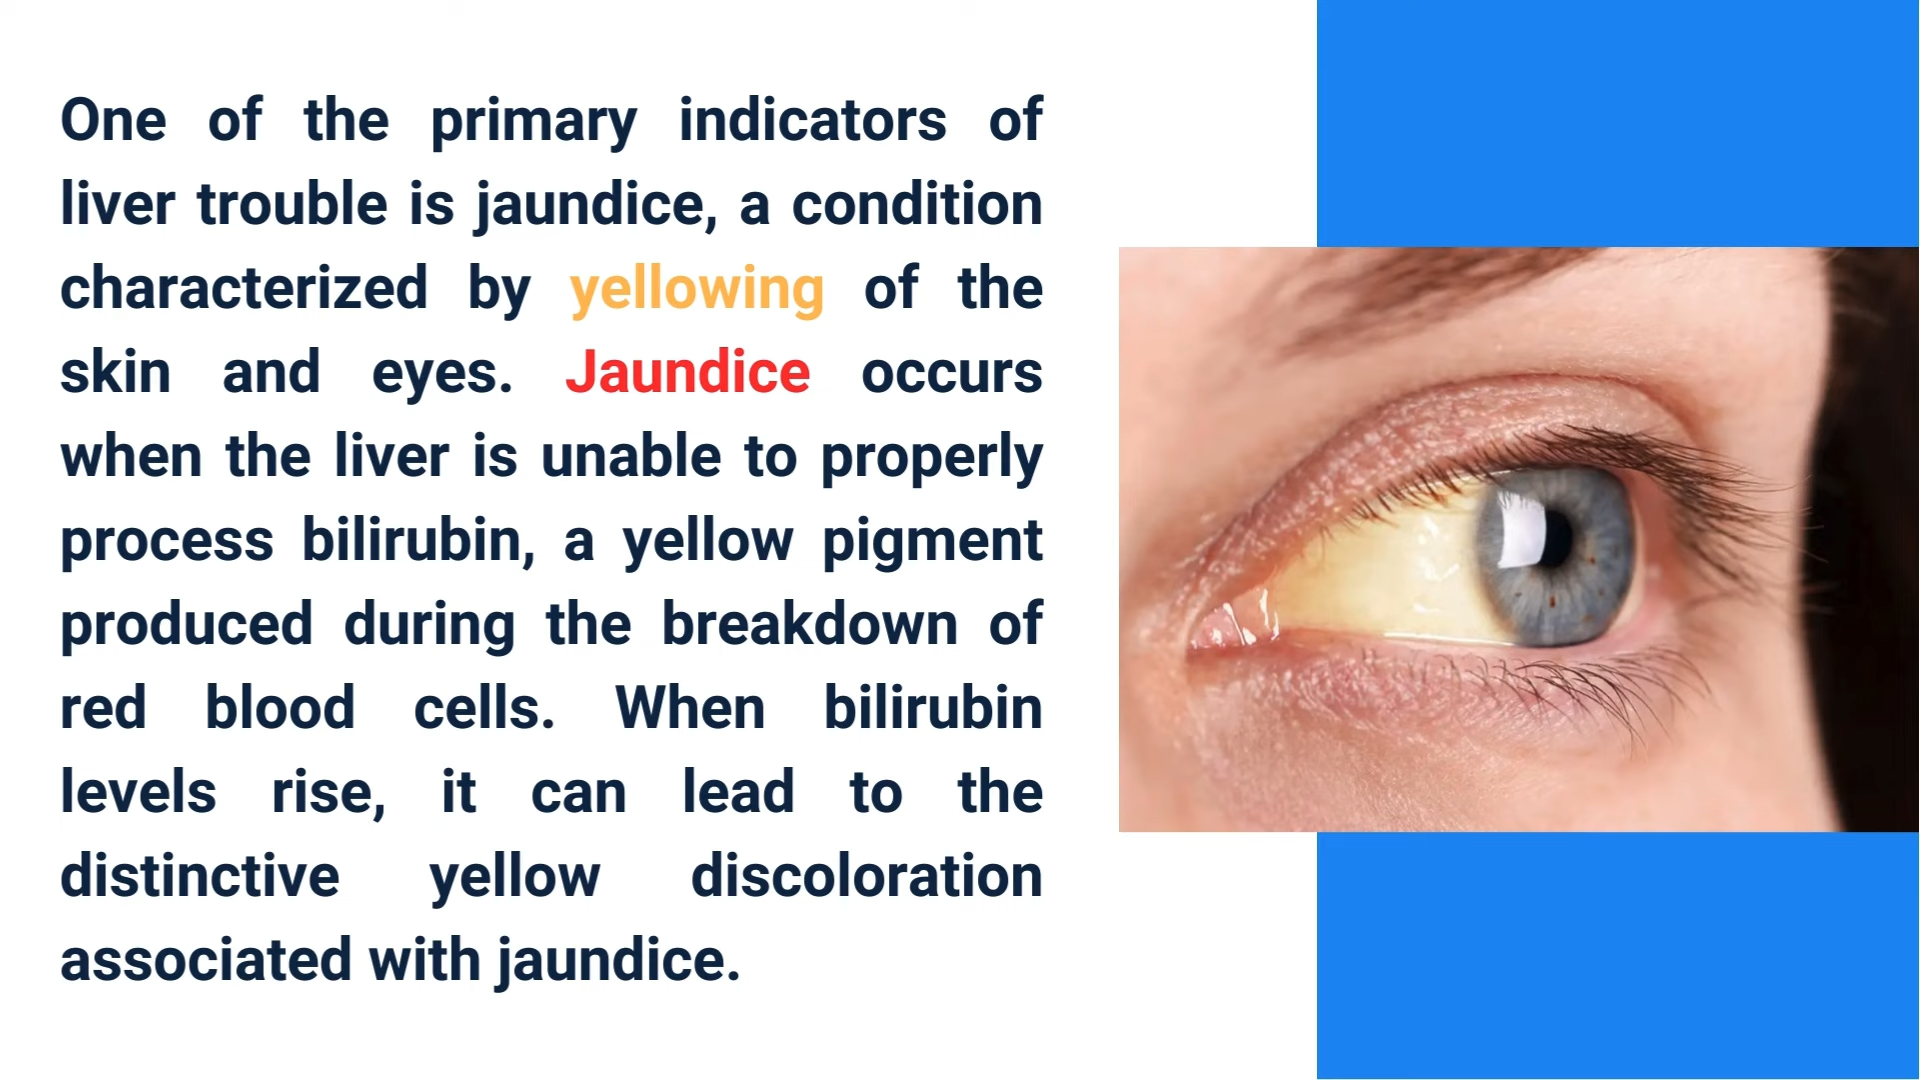 One of the primary indicators of
liver trouble is jaundice, a condition
characterized by yellowing of the
skin and eyes. Jaundice occurs
when the liver is unable to properly
process bilirubin, a yellow pigment
produced during the breakdown of
red blood cells. When bilirubin
levels rise, it can lead to the
distinctive yellow discoloration
associated with jaundice.